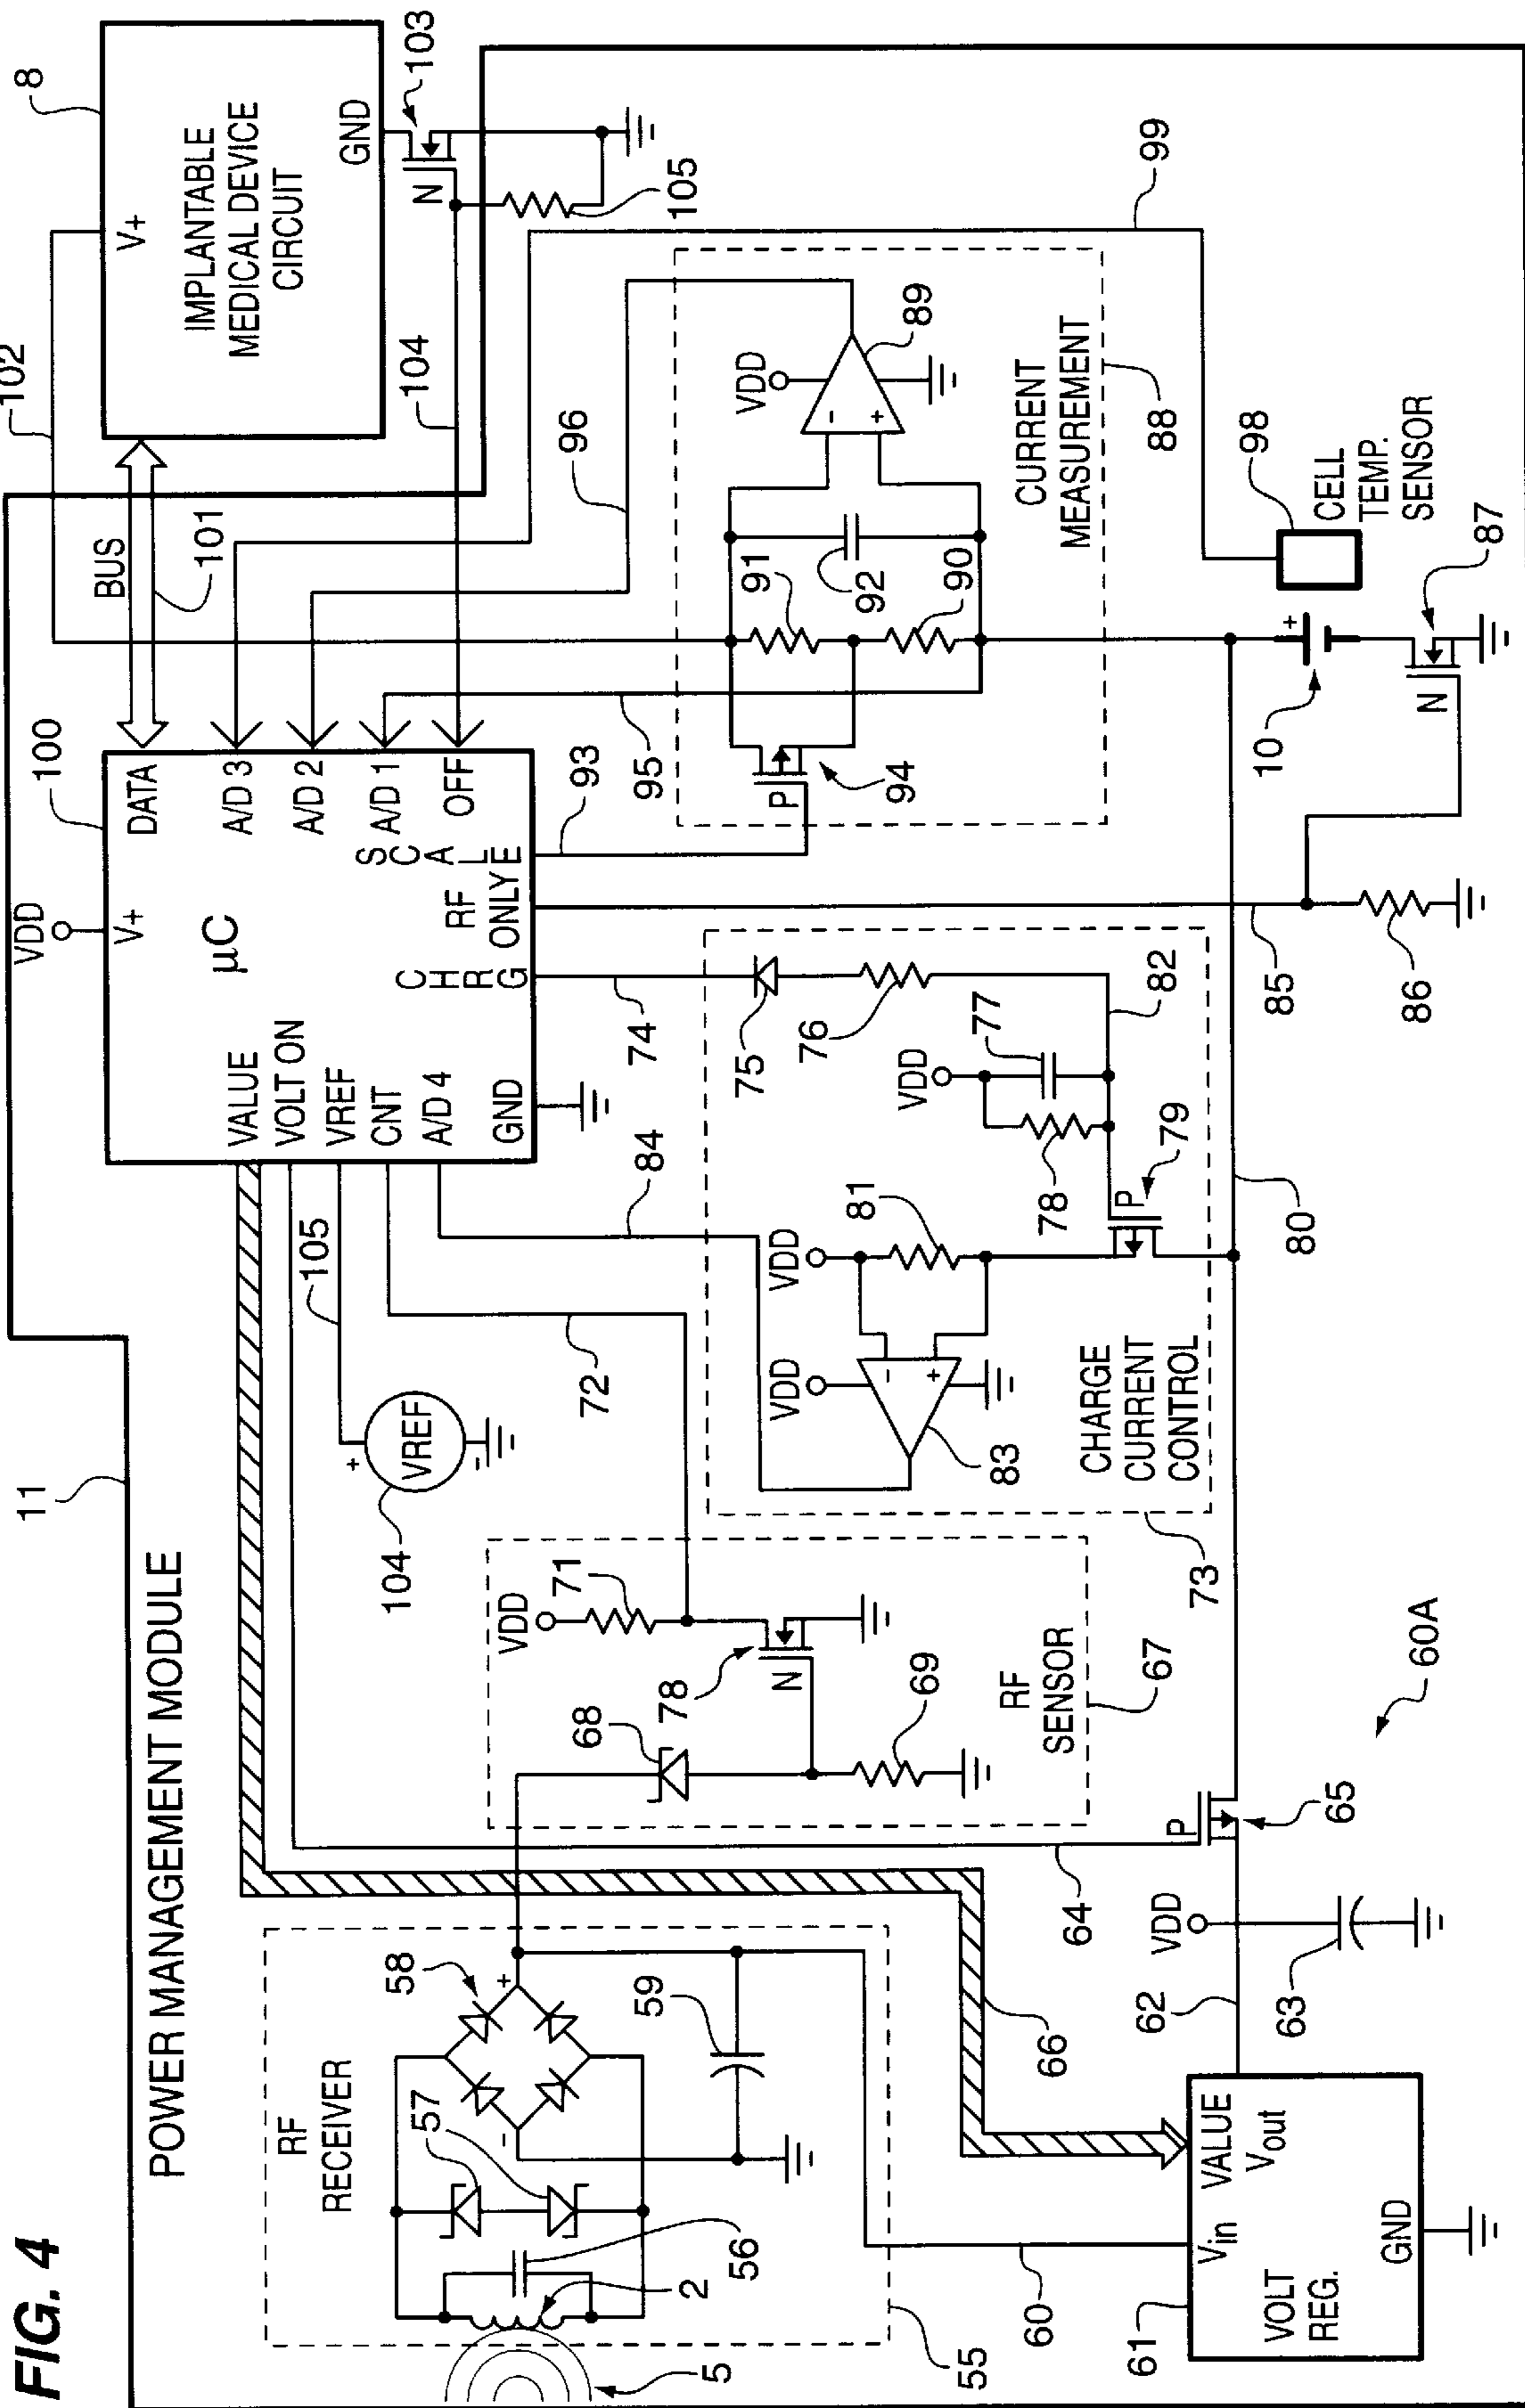 FIG. 4
POWER MANAGEMENT MODULE
11
RF
RECEIVER
57
58
+
-
59
56
2
5
55
60
61
Vin
VALUE
Vout
VOLT
REG.
GND
62
VDD
63
64
P
65
66
60A
68
VDD
71
78
N
69
RF
SENSOR
67
72
105
+
VREF
-
104
73
CHARGE
CURRENT
CONTROL
83
VDD
-
+
VDD
81
84
78
P
79
VDD
77
82
80
74
75
76
VDD
V+
100
µC
VALUE
VOLT ON
VREF
CNT
A/D 4
GND
CHRG
RF
ONLY
SCALE
DATA
A/D 3
A/D 2
A/D 1
OFF
85
86
93
95
P
94
91
90
92
VDD
-
+
89
CURRENT
MEASUREMENT
88
96
99
98
CELL
TEMP.
SENSOR
+
10
N
87
BUS
101
102
104
8
V+
IMPLANTABLE
MEDICAL DEVICE
CIRCUIT
GND
103
N
105